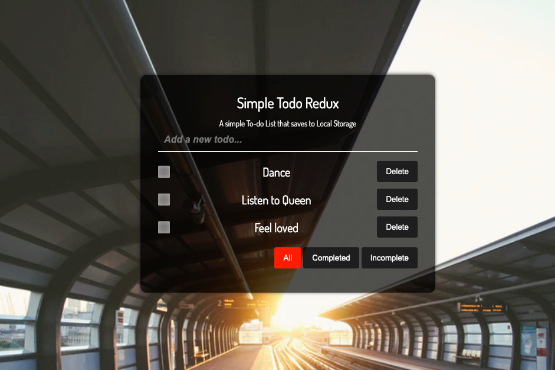 Simple Todo Redux
A simple To-do List that saves to Local Storage
Add a new todo...
Dance Delete
Listen to Queen Delete
Feel loved Delete
All Completed Incomplete